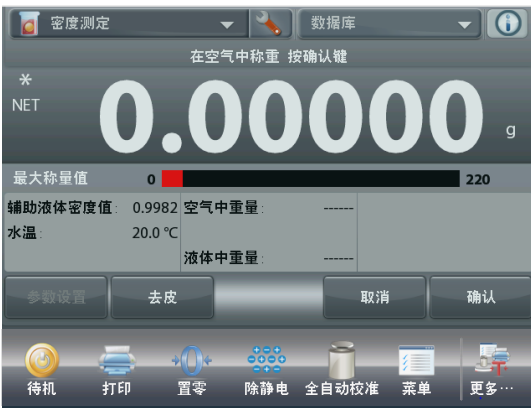 密度测定 数据库
在空气中称重 按确认键
*
NET
0.00000 g
最大称量值 0 220
辅助液体密度值: 0.9982 空气中重量: ------
水温: 20.0 ℃
液体中重量: ------
参数设置 去皮 取消 确认
待机 打印 置零 除静电 全自动校准 菜单 更多…